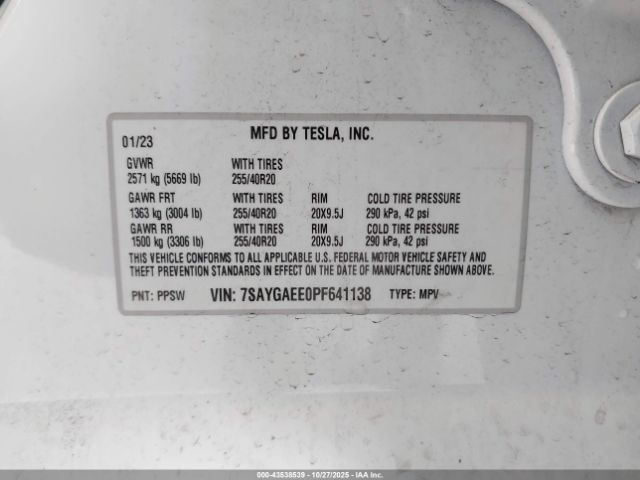 01/23 MFD BY TESLA, INC.
GVWR WITH TIRES
2571 kg (5669 lb) 255/40R20
GAWR FRT WITH TIRES RIM COLD TIRE PRESSURE
1363 kg (3004 lb) 255/40R20 20X9.5J 290 kPa, 42 psi
GAWR RR WITH TIRES RIM COLD TIRE PRESSURE
1500 kg (3306 lb) 255/40R20 20X9.5J 290 kPa, 42 psi
THIS VEHICLE CONFORMS TO ALL APPLICABLE U.S. FEDERAL MOTOR VEHICLE SAFETY AND
THEFT PREVENTION STANDARDS IN EFFECT ON THE DATE OF MANUFACTURE SHOWN ABOVE.
PNT: PPSW VIN: 7SAYGAEE0PF641138 TYPE: MPV
000-43538539 | 10/27/2025 | Copart.com